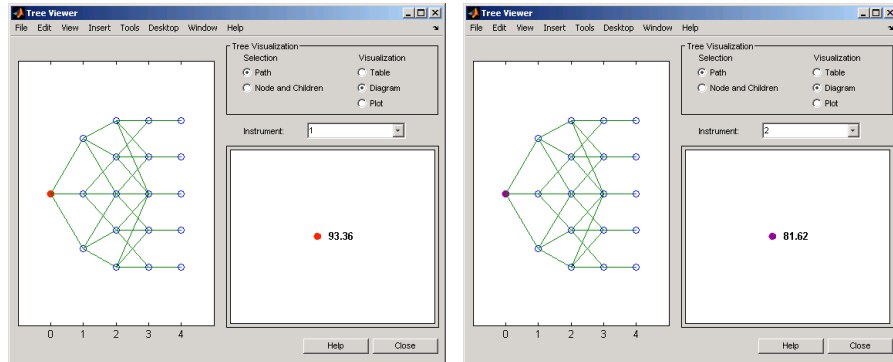 Tree Viewer
File Edit View Insert Tools Desktop Window Help
Tree Visualization
Selection Visualization
Path Table
Node and Children Diagram
Plot
Instrument: 1
93.36
0 1 2 3 4
Help Close
Tree Viewer
File Edit View Insert Tools Desktop Window Help
Tree Visualization
Selection Visualization
Path Table
Node and Children Diagram
Plot
Instrument: 2
81.62
0 1 2 3 4
Help Close